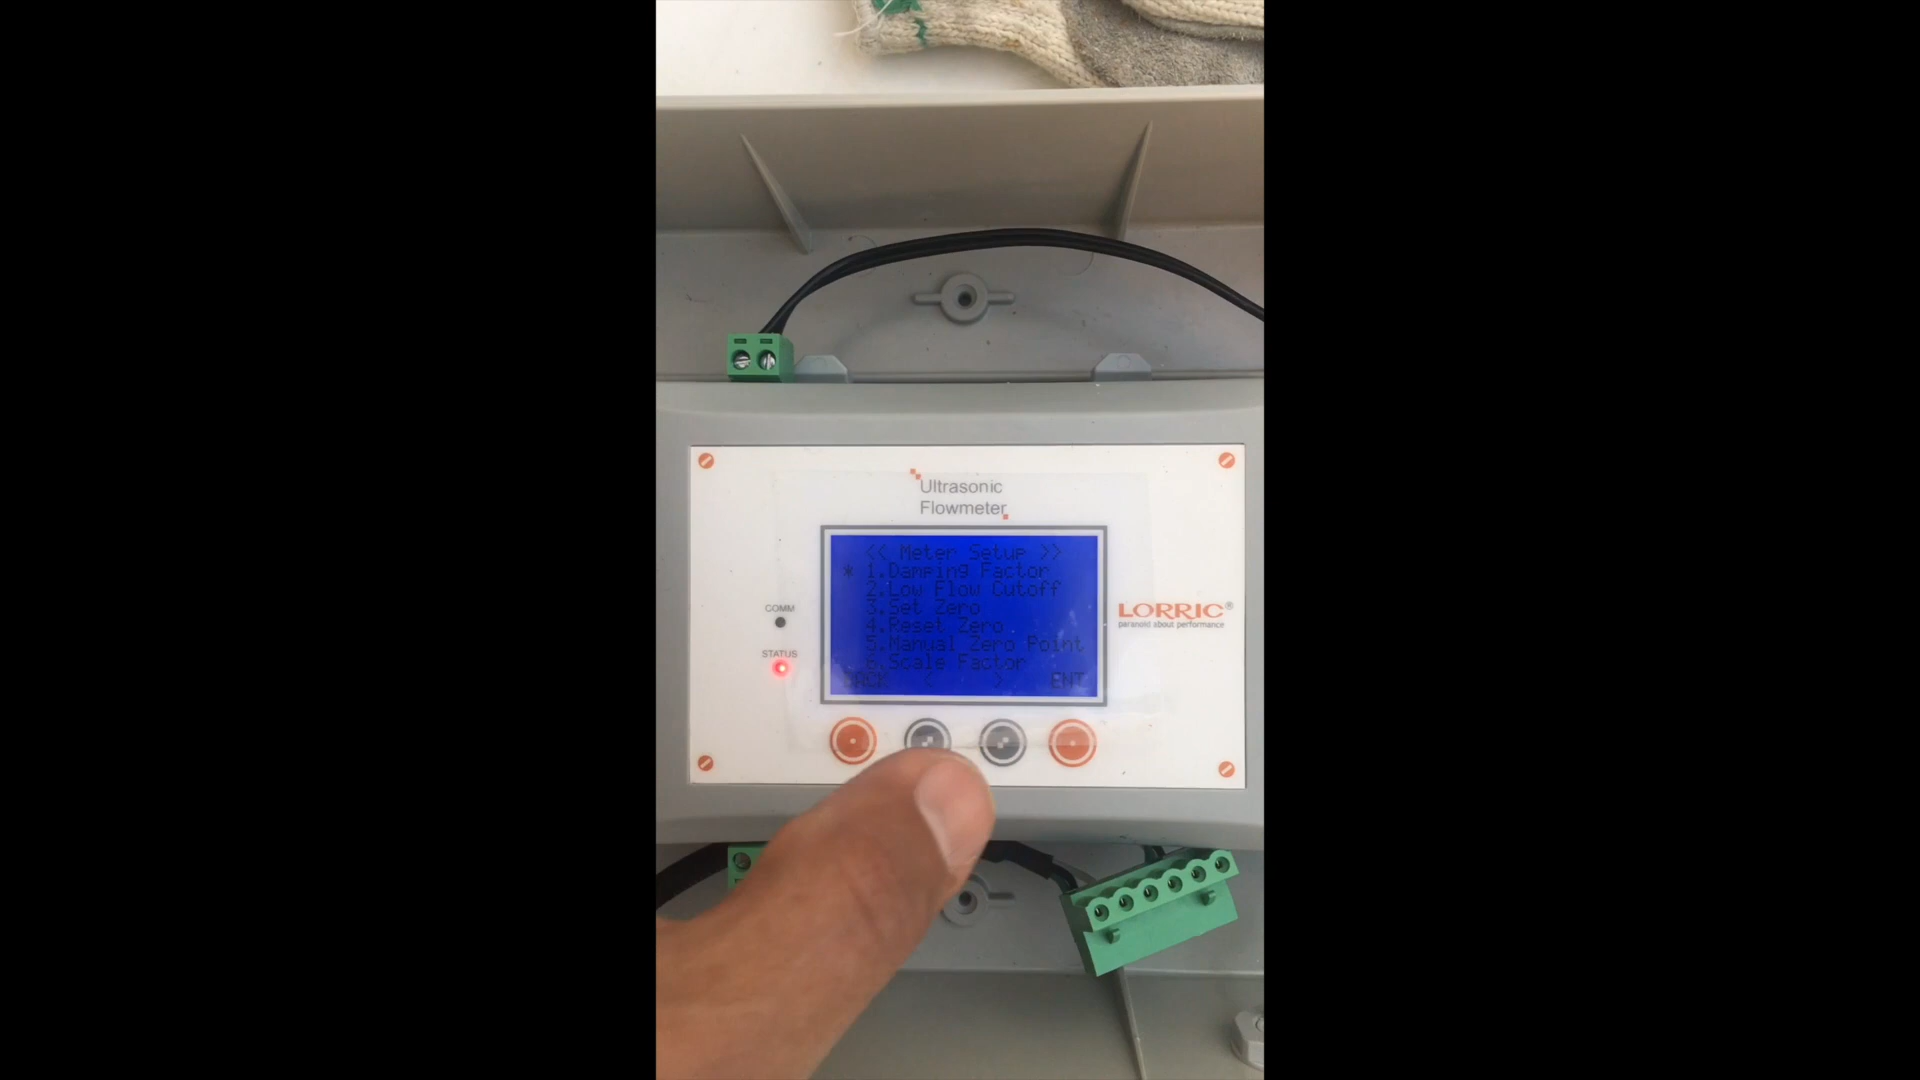 Ultrasonic
Flowmeter
<< Meter Setup >>
* 1.Damping Factor
2.Low Flow Cutoff
3.Set Zero
4.Reset Zero
5.Manual Zero Point
6.Scale Factor
BACK < > ENT
COMM
STATUS
LORRIC®
paranoid about performance